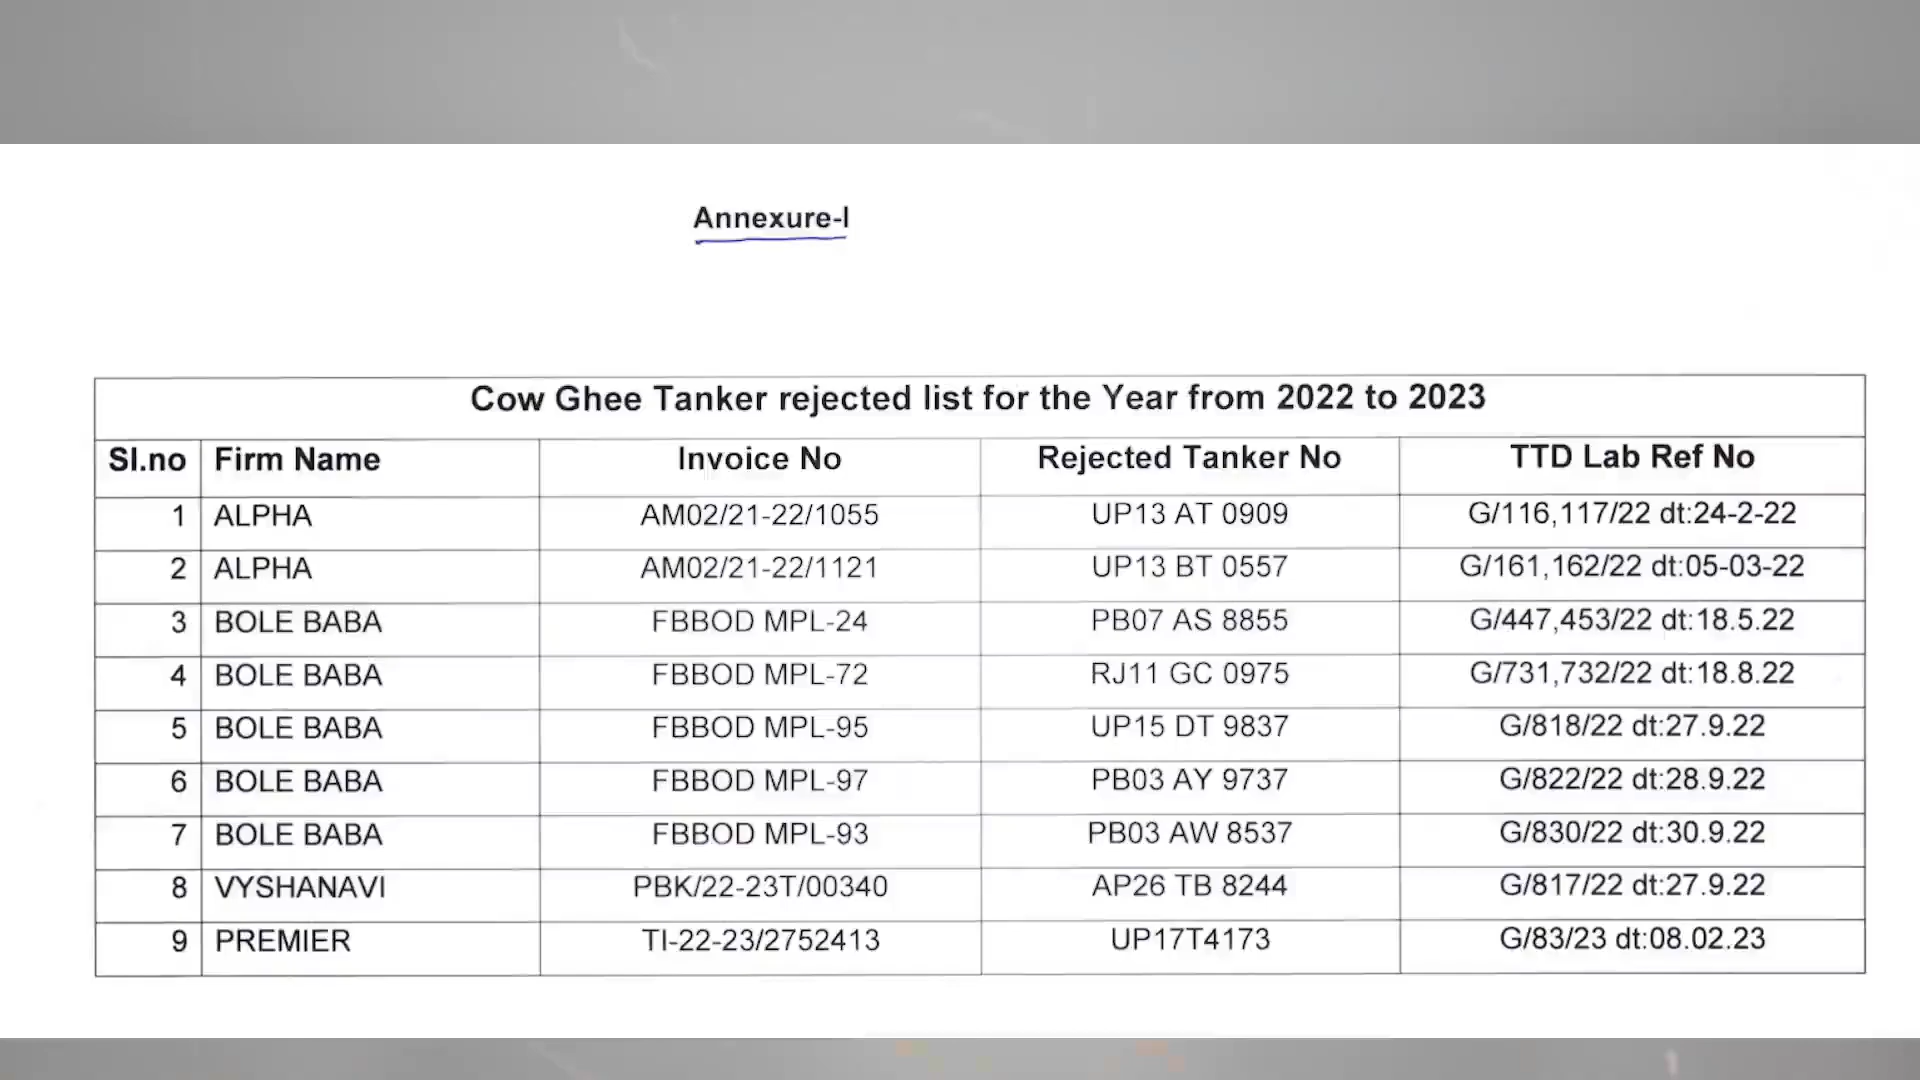 Annexure-I
Cow Ghee Tanker rejected list for the Year from 2022 to 2023
Sl.no Firm Name Invoice No Rejected Tanker No TTD Lab Ref No
1 ALPHA AM02/21-22/1055 UP13 AT 0909 G/116,117/22 dt:24-2-22
2 ALPHA AM02/21-22/1121 UP13 BT 0557 G/161,162/22 dt:05-03-22
3 BOLE BABA FBBOD MPL-24 PB07 AS 8855 G/447,453/22 dt:18.5.22
4 BOLE BABA FBBOD MPL-72 RJ11 GC 0975 G/731,732/22 dt:18.8.22
5 BOLE BABA FBBOD MPL-95 UP15 DT 9837 G/818/22 dt:27.9.22
6 BOLE BABA FBBOD MPL-97 PB03 AY 9737 G/822/22 dt:28.9.22
7 BOLE BABA FBBOD MPL-93 PB03 AW 8537 G/830/22 dt:30.9.22
8 VYSHANAVI PBK/22-23T/00340 AP26 TB 8244 G/817/22 dt:27.9.22
9 PREMIER TI-22-23/2752413 UP17T4173 G/83/23 dt:08.02.23